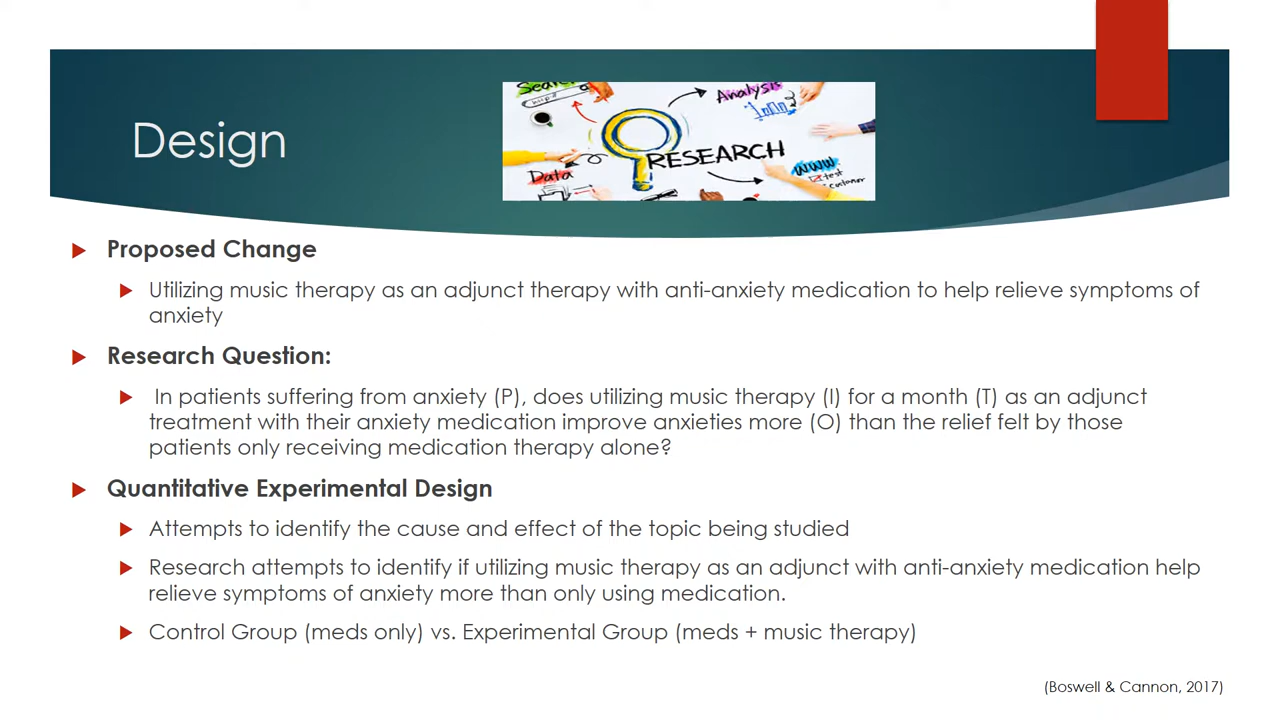 Design
Search
Analysis
RESEARCH
Data
WWW
test
customer
Proposed Change
Utilizing music therapy as an adjunct therapy with anti-anxiety medication to help relieve symptoms of
anxiety
Research Question:
In patients suffering from anxiety (P), does utilizing music therapy (I) for a month (T) as an adjunct
treatment with their anxiety medication improve anxieties more (O) than the relief felt by those
patients only receiving medication therapy alone?
Quantitative Experimental Design
Attempts to identify the cause and effect of the topic being studied
Research attempts to identify if utilizing music therapy as an adjunct with anti-anxiety medication help
relieve symptoms of anxiety more than only using medication.
Control Group (meds only) vs. Experimental Group (meds + music therapy)
(Boswell & Cannon, 2017)